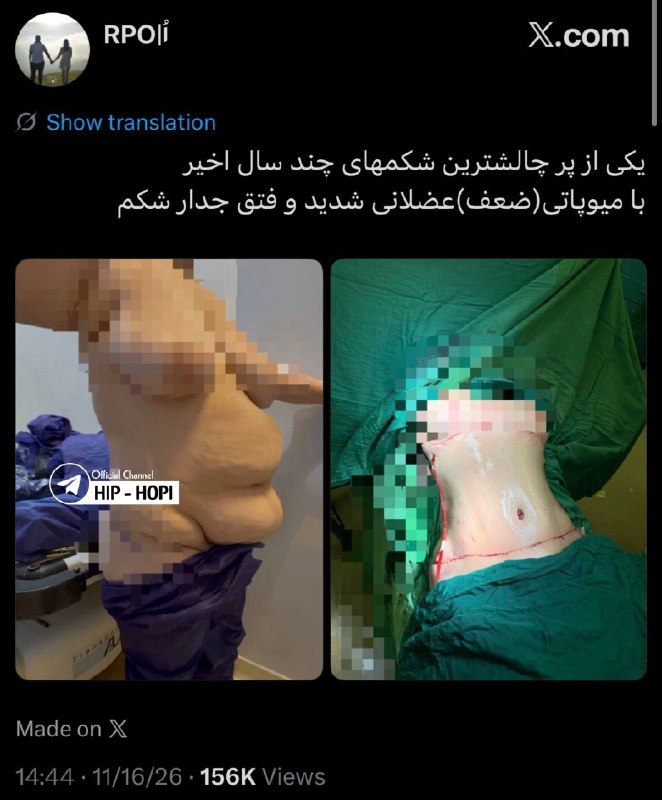 RPO|أُ
X.com
Show translation
یکی از پر چالشترین شکمهای چند سال اخیر
با میوپاتی(ضعف)عضلانی شدید و فتق جدار شکم
Official Channel
HIP - HOPI
Made on X
14:44 · 11/16/26 · 156K Views